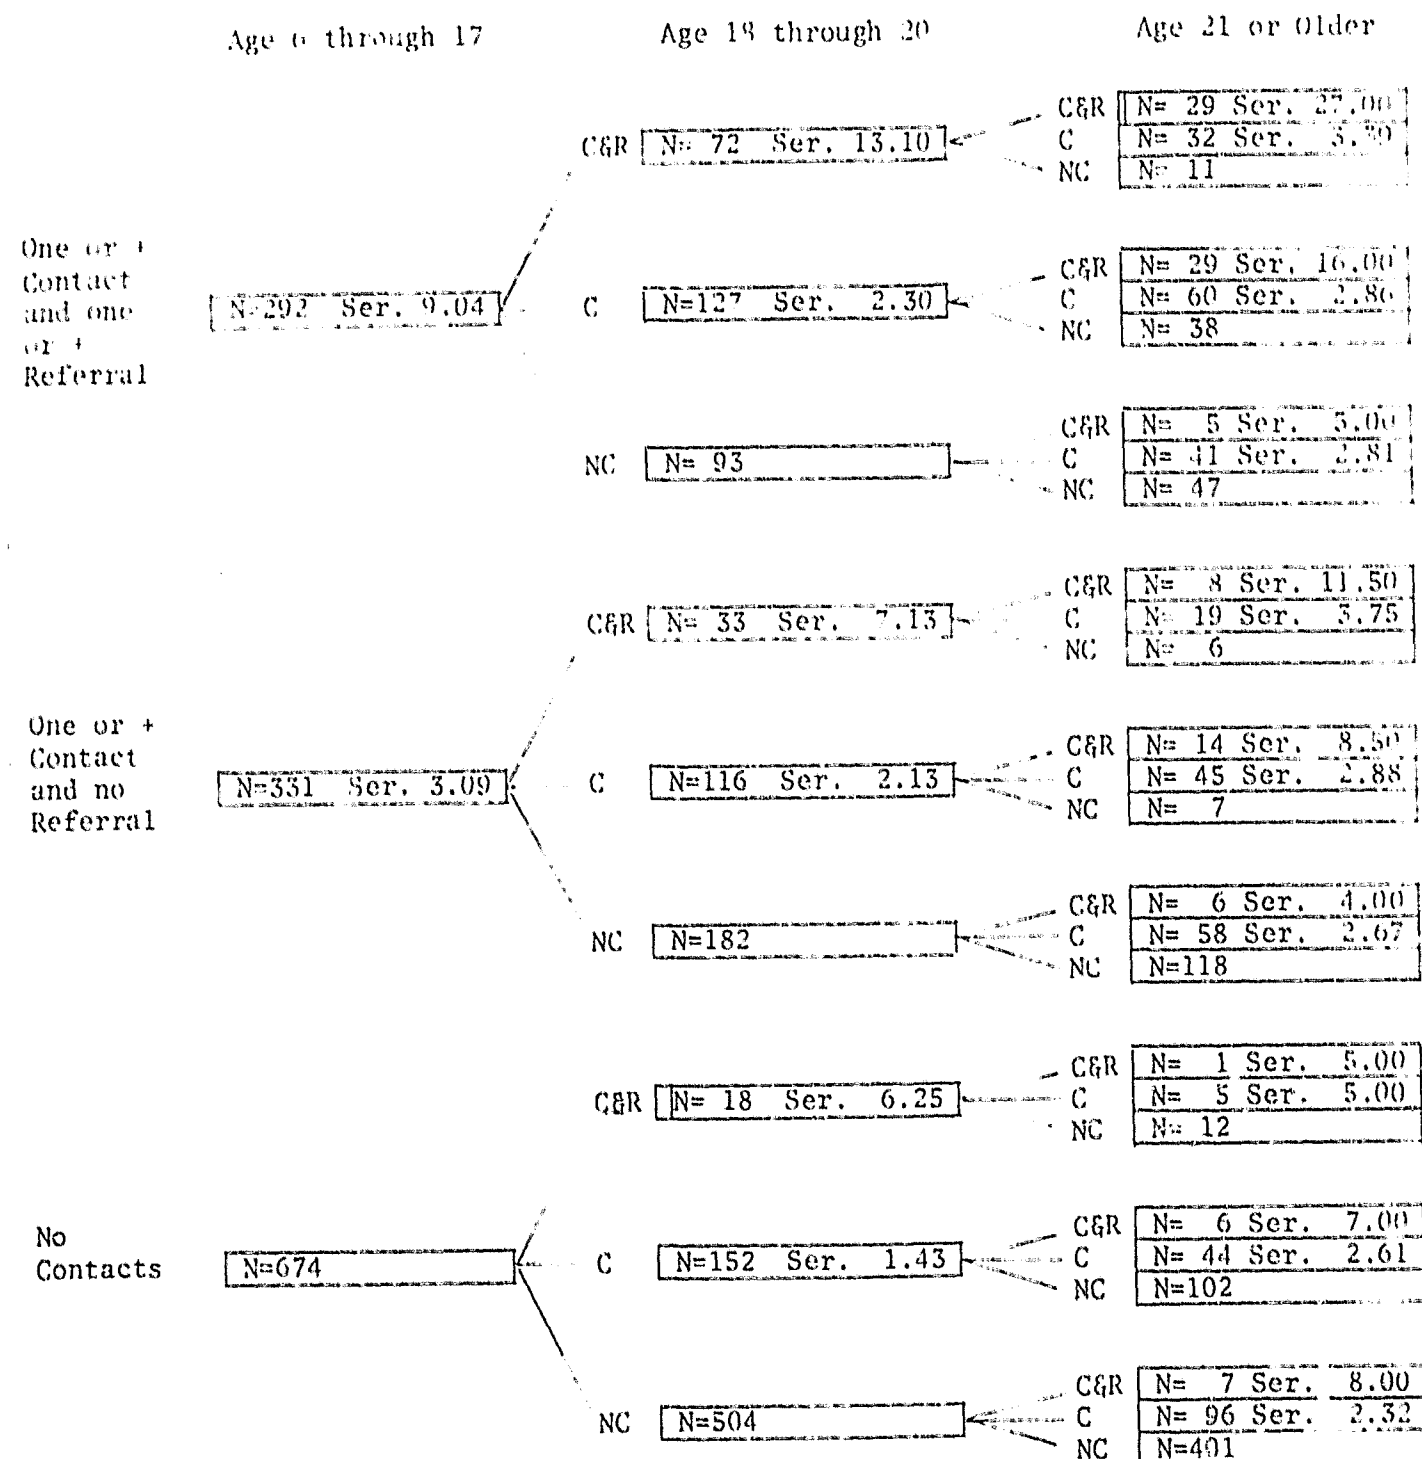 Age 6 through 17 Age 18 through 20 Age 21 or Older
C&R N= 29 Ser. 27.00
C&R N= 72 Ser. 13.10 C N= 32 Ser.
NC N= 11
One or +
Contact
and one
or +
Referral
C&R N= 29 Ser. 16.00
N=292 Ser. 9.04 C N=127 Ser. 2.30 C N= 60 Ser. 2.86
NC N= 38
C&R N= 5 Ser.
NC N= 93 C N= 41 Ser. 2.81
NC N= 47
C&R N= 8 Ser. 11.50
C&R N= 33 Ser. 7.13 C N= 19 Ser. 3.75
NC N= 6
One or +
Contact
and no
Referral
C&R N= 14 Ser. 8.50
N=331 Ser. 3.09 C N=116 Ser. 2.13 C N= 45 Ser. 2.88
NC N= 7
C&R N= 6 Ser. 4.00
NC N=182 C N= 58 Ser. 2.67
NC N=118
C&R N= 1 Ser. 5.00
C&R N= 18 Ser. 6.25 C N= 5 Ser. 5.00
NC N= 12
No
Contacts
C&R N= 6 Ser. 7.00
N=674 C N=152 Ser. 1.43 C N= 44 Ser. 2.61
NC N=102
C&R N= 7 Ser. 8.00
NC N=504 C N= 96 Ser. 2.32
NC N=401